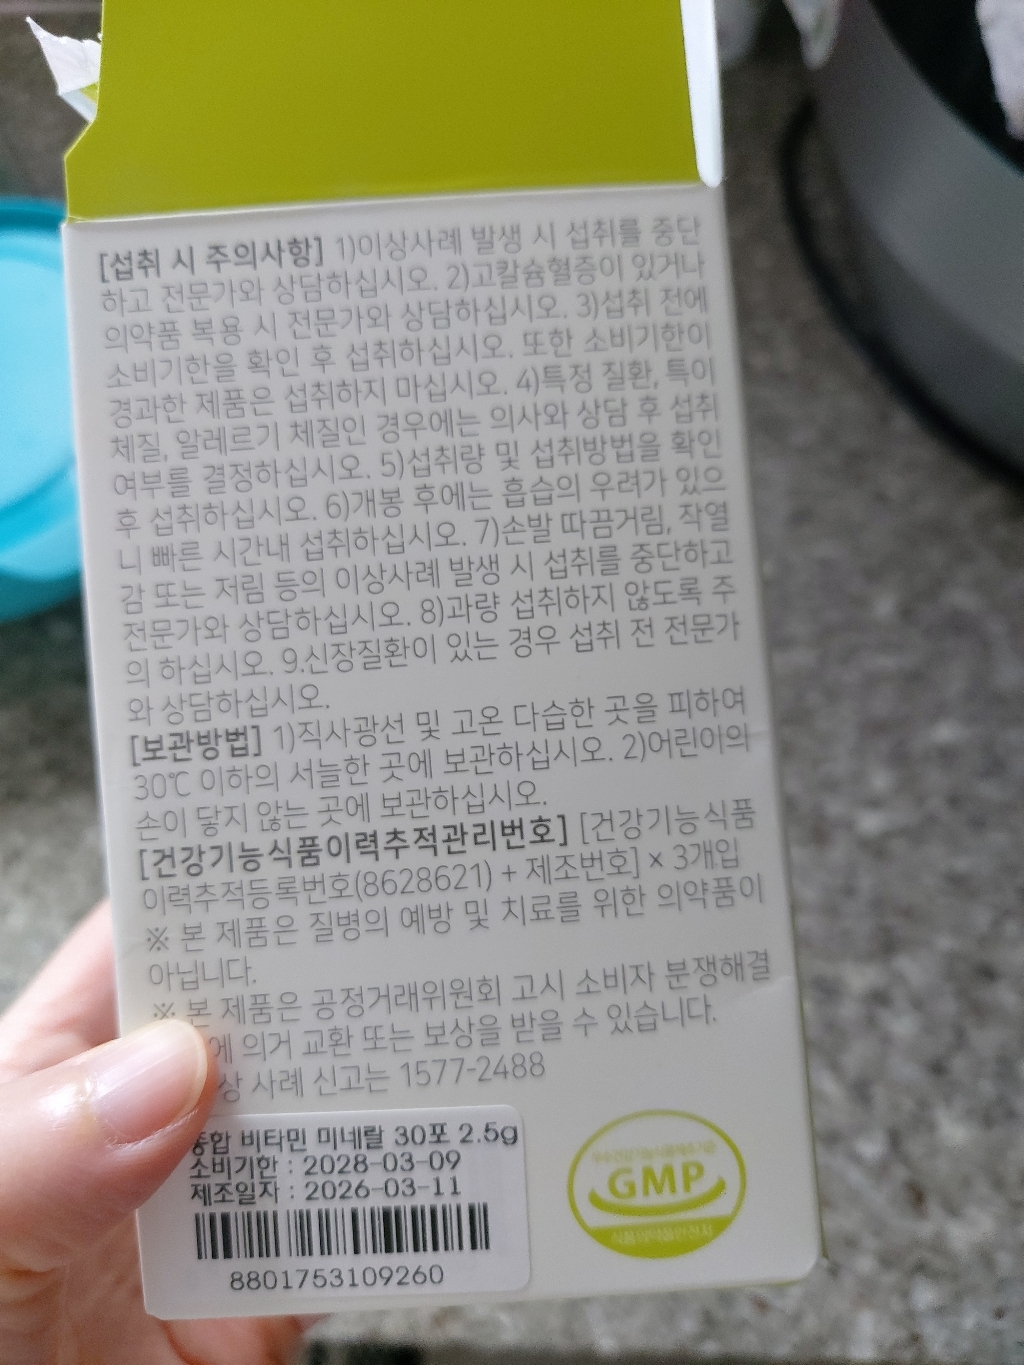 [섭취 시 주의사항] 1)이상사례 발생 시 섭취를 중단
하고 전문가와 상담하십시오. 2)고칼슘혈증이 있거나
의약품 복용 시 전문가와 상담하십시오. 3)섭취 전에
소비기한을 확인 후 섭취하십시오. 또한 소비기한이
경과한 제품은 섭취하지 마십시오. 4)특정 질환, 특이
체질, 알레르기 체질인 경우에는 의사와 상담 후 섭취
여부를 결정하십시오. 5)섭취량 및 섭취방법을 확인
후 섭취하십시오. 6)개봉 후에는 흡습의 우려가 있으
니 빠른 시간내 섭취하십시오. 7)손발 따끔거림, 작열
감 또는 저림 등의 이상사례 발생 시 섭취를 중단하고
전문가와 상담하십시오. 8)과량 섭취하지 않도록 주
의 하십시오. 9.신장질환이 있는 경우 섭취 전 전문가
와 상담하십시오.
[보관방법] 1)직사광선 및 고온 다습한 곳을 피하여
30℃ 이하의 서늘한 곳에 보관하십시오. 2)어린이의
손이 닿지 않는 곳에 보관하십시오.
[건강기능식품이력추적관리번호] [건강기능식품
이력추적등록번호(8628621) + 제조번호] × 3개입
※ 본 제품은 질병의 예방 및 치료를 위한 의약품이
아닙니다.
※ 본 제품은 공정거래위원회 고시 소비자 분쟁해결
에 의거 교환 또는 보상을 받을 수 있습니다.
상 사례 신고는 1577-2488
종합 비타민 미네랄 30포 2.5g
소비기한 : 2028-03-09
제조일자 : 2026-03-11
8801753109260
GMP
식품의약품안전처